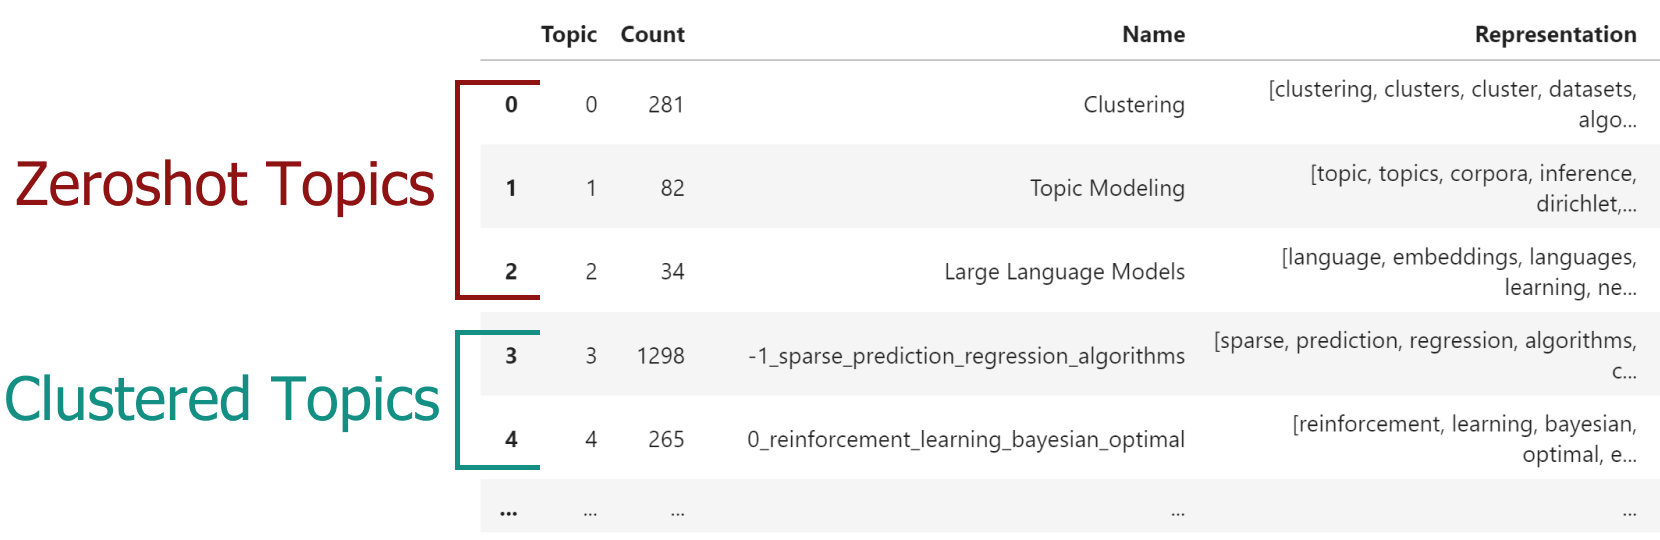 Topic Count Name Representation
0 0 281 Clustering [clustering, clusters, cluster, datasets,
algo...
Zeroshot Topics
1 1 82 Topic Modeling [topic, topics, corpora, inference,
dirichlet,...
2 2 34 Large Language Models [language, embeddings, languages,
learning, ne...
Clustered Topics
3 3 1298 -1_sparse_prediction_regression_algorithms [sparse, prediction, regression, algorithms,
c...
4 4 265 0_reinforcement_learning_bayesian_optimal [reinforcement, learning, bayesian,
optimal, e...
... ... ... ... ...